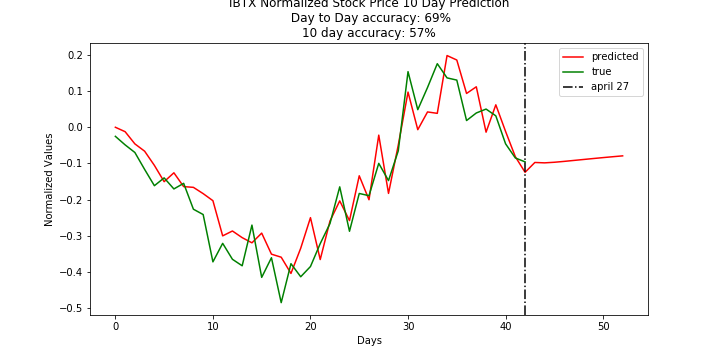 IBTX Normalized Stock Price 10 Day Prediction
Day to Day accuracy: 69%
10 day accuracy: 57%
predicted
true
april 27
Normalized Values
0.2
0.1
0.0
−0.1
−0.2
−0.3
−0.4
−0.5
0 10 20 30 40 50
Days